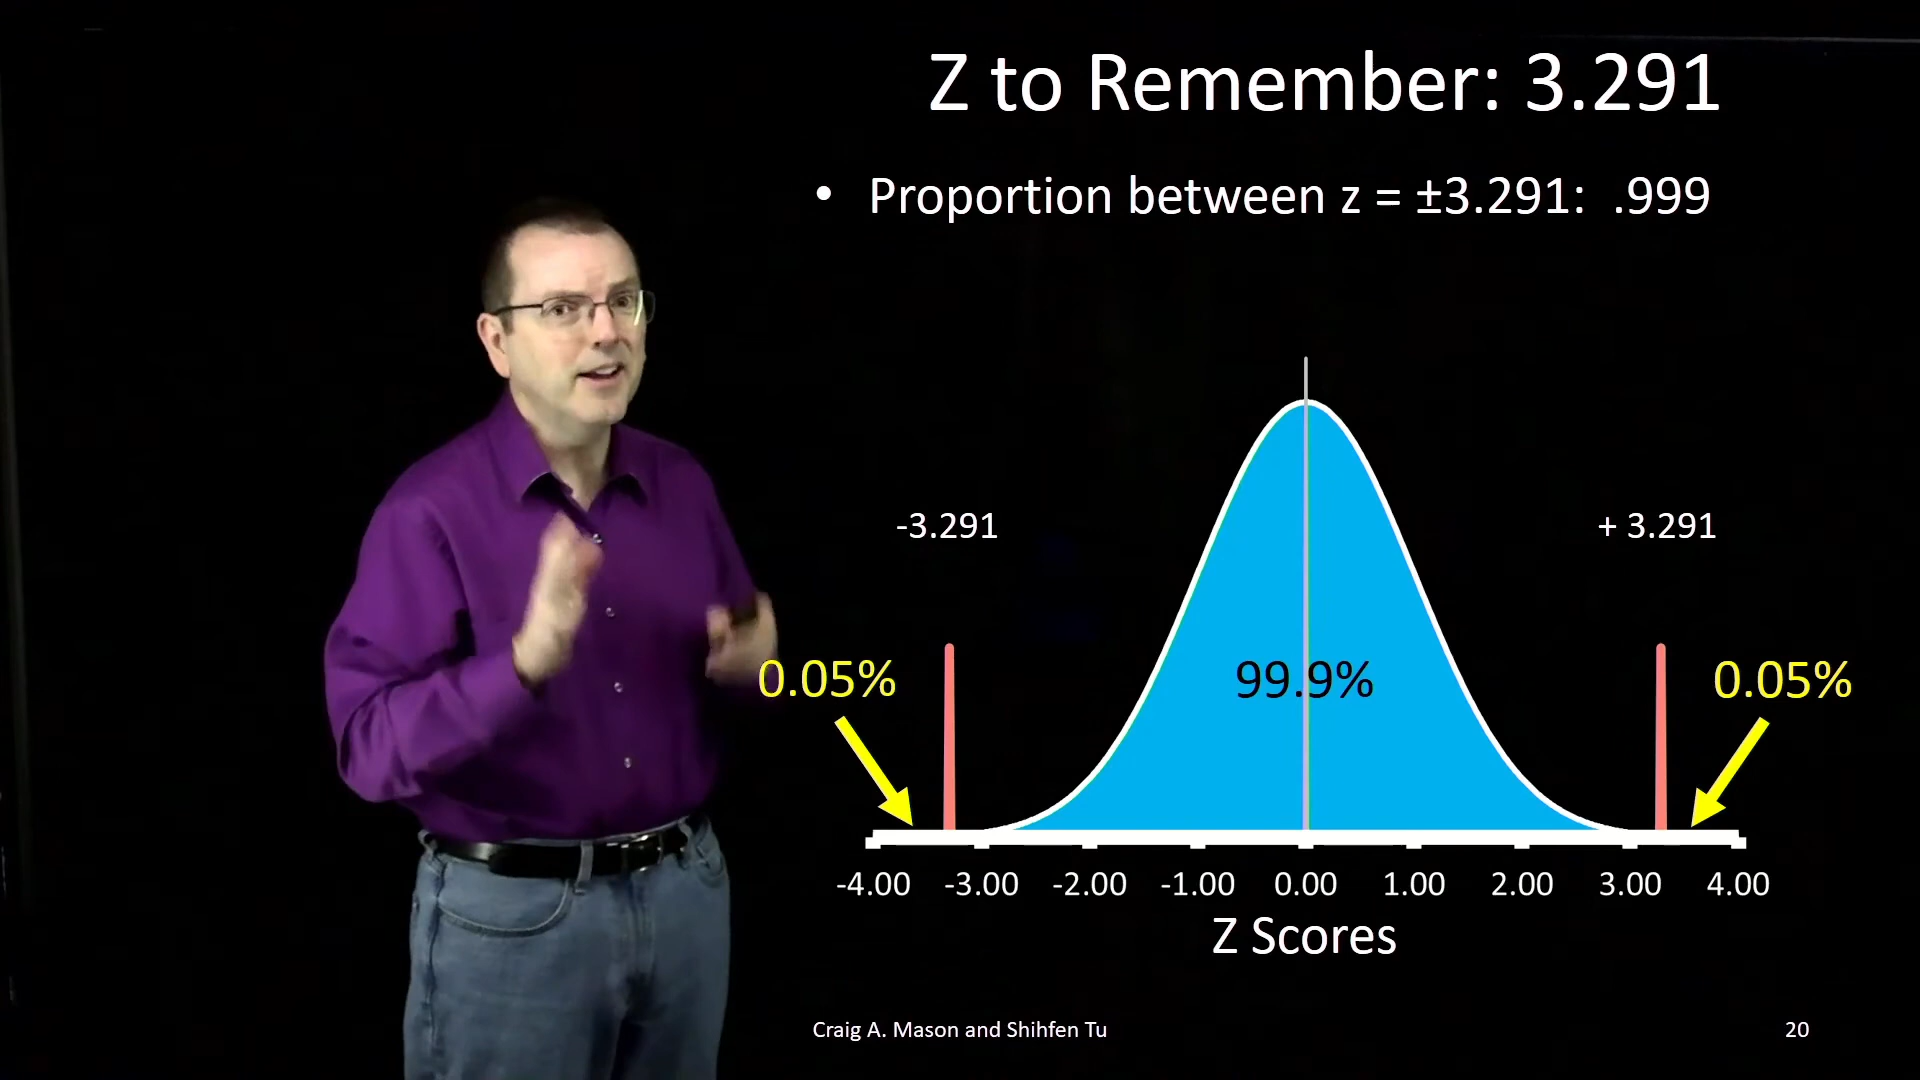 Z to Remember: 3.291
• Proportion between z = ±3.291: .999
-3.291
+ 3.291
0.05%
99.9%
0.05%
-4.00 -3.00 -2.00 -1.00 0.00 1.00 2.00 3.00 4.00
Z Scores
Craig A. Mason and Shihfen Tu
20